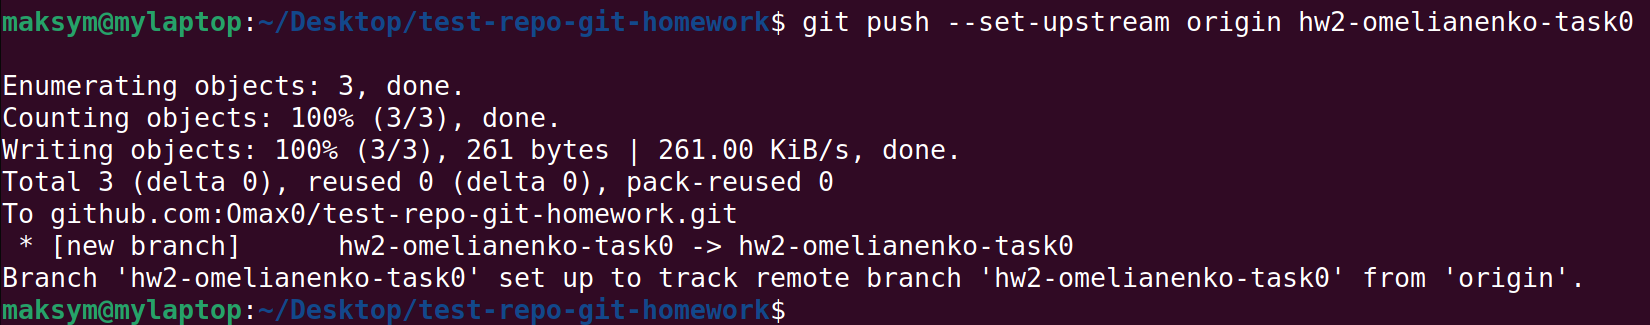 maksym@mylaptop:~/Desktop/test-repo-git-homework$ git push --set-upstream origin hw2-omelianenko-task0
Enumerating objects: 3, done.
Counting objects: 100% (3/3), done.
Writing objects: 100% (3/3), 261 bytes | 261.00 KiB/s, done.
Total 3 (delta 0), reused 0 (delta 0), pack-reused 0
To github.com:Omax0/test-repo-git-homework.git
 * [new branch]      hw2-omelianenko-task0 -> hw2-omelianenko-task0
Branch 'hw2-omelianenko-task0' set up to track remote branch 'hw2-omelianenko-task0' from 'origin'.
maksym@mylaptop:~/Desktop/test-repo-git-homework$